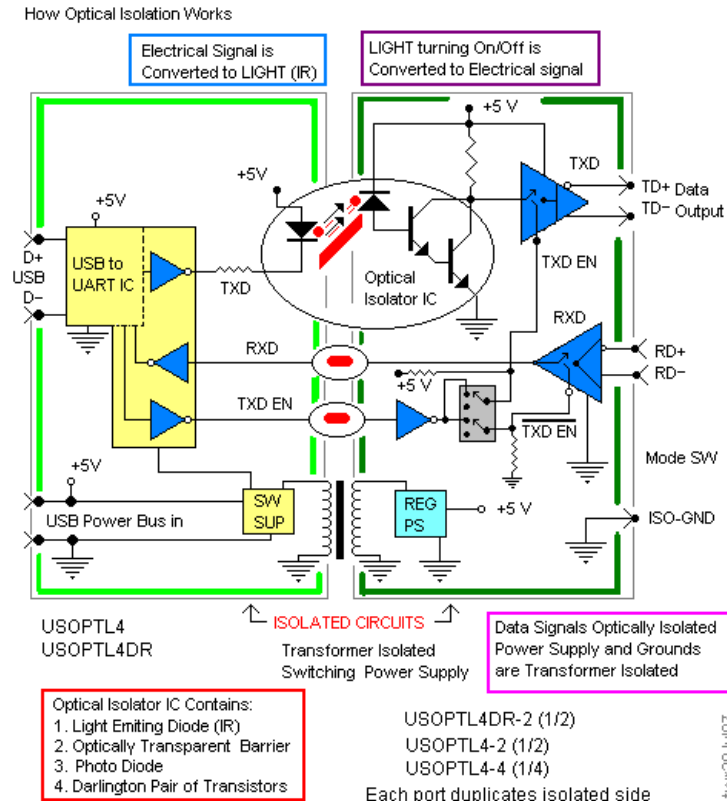 How Optical Isolation Works
Electrical Signal is
Converted to LIGHT (IR)
LIGHT turning On/Off is
Converted to Electrical signal
+5 V
+5V
+5V
TXD
TD+ Data
TD− Output
D+
USB
D−
USB to
UART IC
TXD
Optical
Isolator IC
TXD EN
RXD
RXD
RD+
RD−
+5 V
TXD EN
TXD EN
Mode SW
+5V
SW
SUP
REG
PS
+5 V
USB Power Bus in
ISO-GND
ISOLATED CIRCUITS
USOPTL4
USOPTL4DR
Transformer Isolated
Switching Power Supply
Data Signals Optically Isolated
Power Supply and Grounds
are Transformer Isolated
Optical Isolator IC Contains:
1. Light Emiting Diode (IR)
2. Optically Transparent Barrier
3. Photo Diode
4. Darlington Pair of Transistors
USOPTL4DR-2 (1/2)
USOPTL4-2 (1/2)
USOPTL4-4 (1/4)
Each port duplicates isolated side